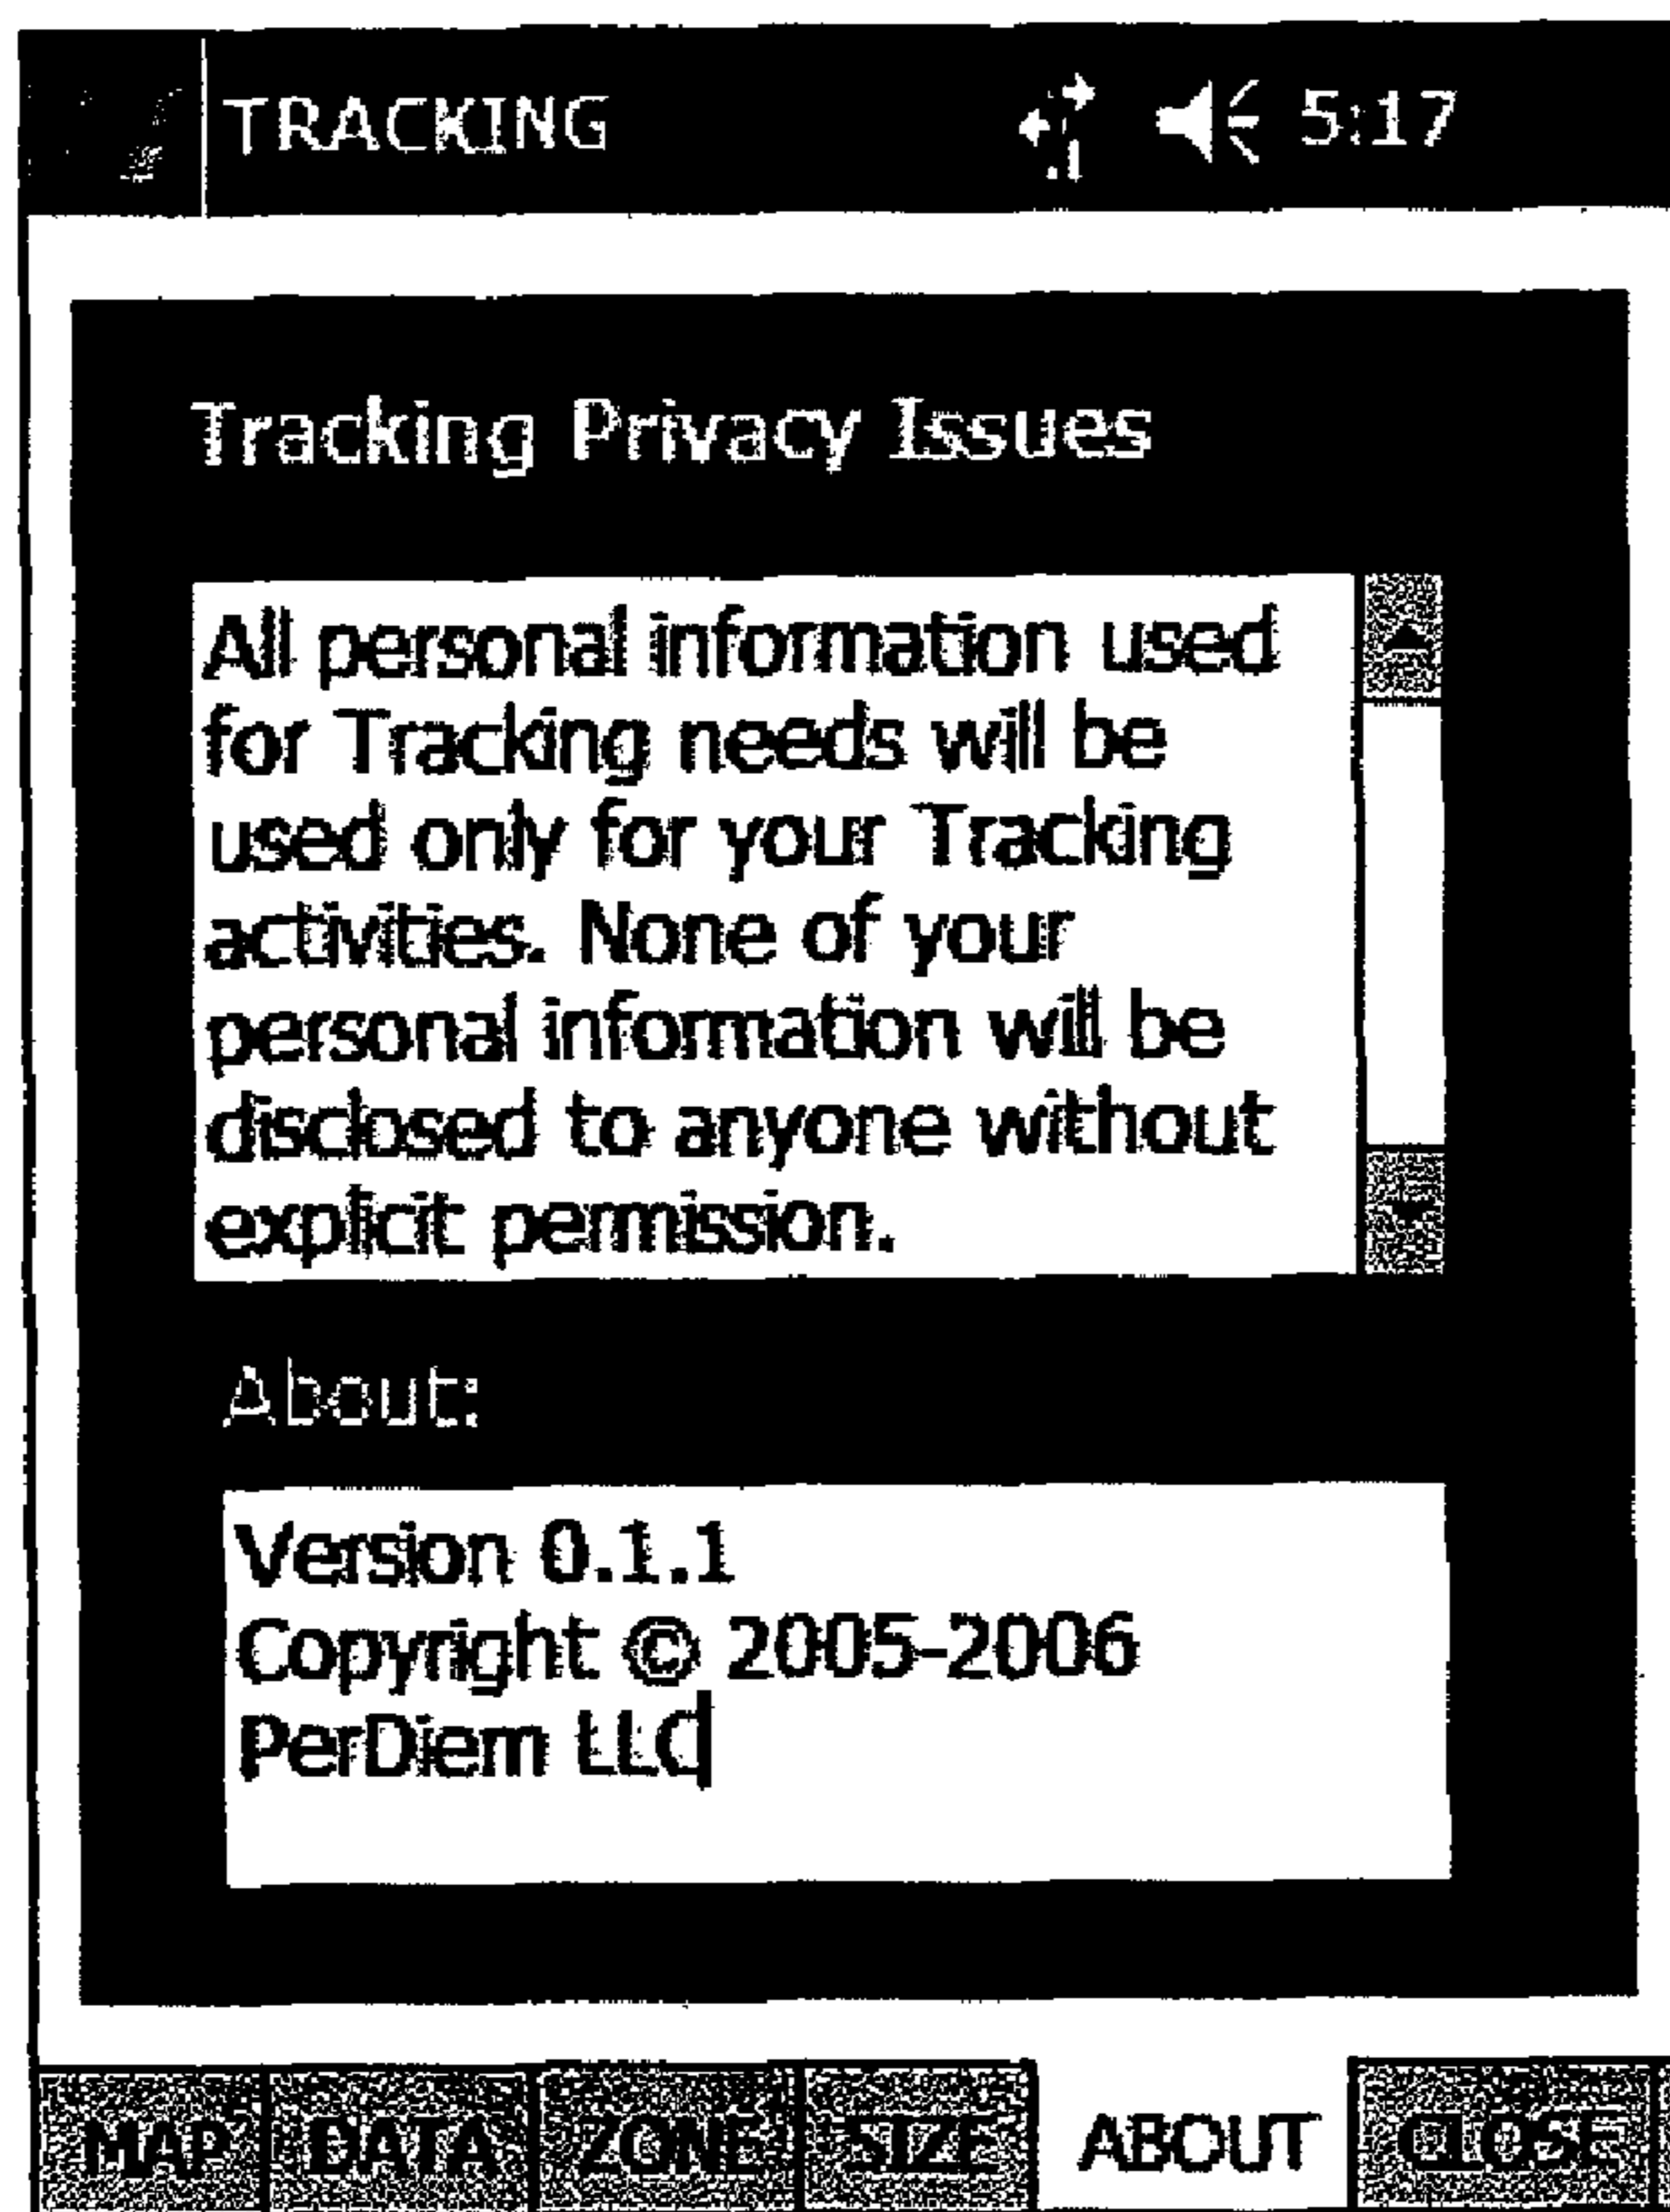 TRACKING 5:17
Tracking Privacy Issues
All personal information used
for Tracking needs will be
used only for your Tracking
activities. None of your
personal information will be
disclosed to anyone without
explicit permission.
About:
Version 0.1.1
Copyright © 2005-2006
PerDiem LLC
MAP DATA ZONE SIZE ABOUT CLOSE